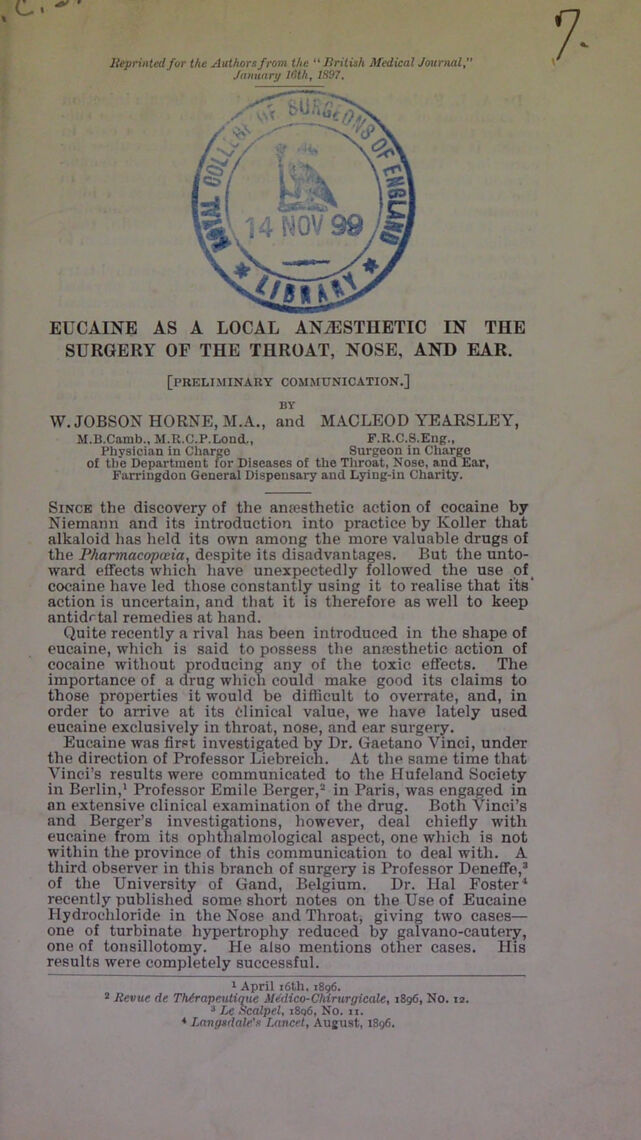 7.
Reprinted for the Authors from the "British Medical Journal,"
January 16th, 1897.
ROYAL COLLEGE OF SURGEONS OF ENGLAND
14 NOV 99
* LIBRARY *
EUCAINE AS A LOCAL ANÆSTHETIC IN THE
SURGERY OF THE THROAT, NOSE, AND EAR.
[PRELIMINARY COMMUNICATION.]
BY
W. JOBSON HORNE, M.A., and MACLEOD YEARSLEY,
M.B.Camb., M.R.C.P.Lond., F.R.C.S.Eng.,
Physician in Charge Surgeon in Charge
of the Department for Diseases of the Throat, Nose, and Ear,
Farringdon General Dispensary and Lying-in Charity.
SINCE the discovery of the anæsthetic action of cocaine by
Niemann and its introduction into practice by Koller that
alkaloid has held its own among the more valuable drugs of
the Pharmacopœia, despite its disadvantages. But the unto-
ward effects which have unexpectedly followed the use of
cocaine have led those constantly using it to realise that its
action is uncertain, and that it is therefore as well to keep
antidotal remedies at hand.
Quite recently a rival has been introduced in the shape of
eucaine, which is said to possess the anæsthetic action of
cocaine without producing any of the toxic effects. The
importance of a drug which could make good its claims to
those properties it would be difficult to overrate, and, in
order to arrive at its clinical value, we have lately used
eucaine exclusively in throat, nose, and ear surgery.
Eucaine was first investigated by Dr. Gaetano Vinci, under
the direction of Professor Liebreich. At the same time that
Vinci's results were communicated to the Hufeland Society
in Berlin,¹ Professor Emile Berger,² in Paris, was engaged in
an extensive clinical examination of the drug. Both Vinci's
and Berger's investigations, however, deal chiefly with
eucaine from its ophthalmological aspect, one which is not
within the province of this communication to deal with. A
third observer in this branch of surgery is Professor Deneffe,³
of the University of Gand, Belgium. Dr. Hal Foster⁴
recently published some short notes on the Use of Eucaine
Hydrochloride in the Nose and Throat, giving two cases—
one of turbinate hypertrophy reduced by galvano-cautery,
one of tonsillotomy. He also mentions other cases. His
results were completely successful.
¹ April 16th. 1896.
² Revue de Thérapeutique Médico-Chirurgicale, 1896, No. 12.
³ Le Scalpel, 1896, No. 11.
⁴ Langsdale's Lancet, August, 1896.